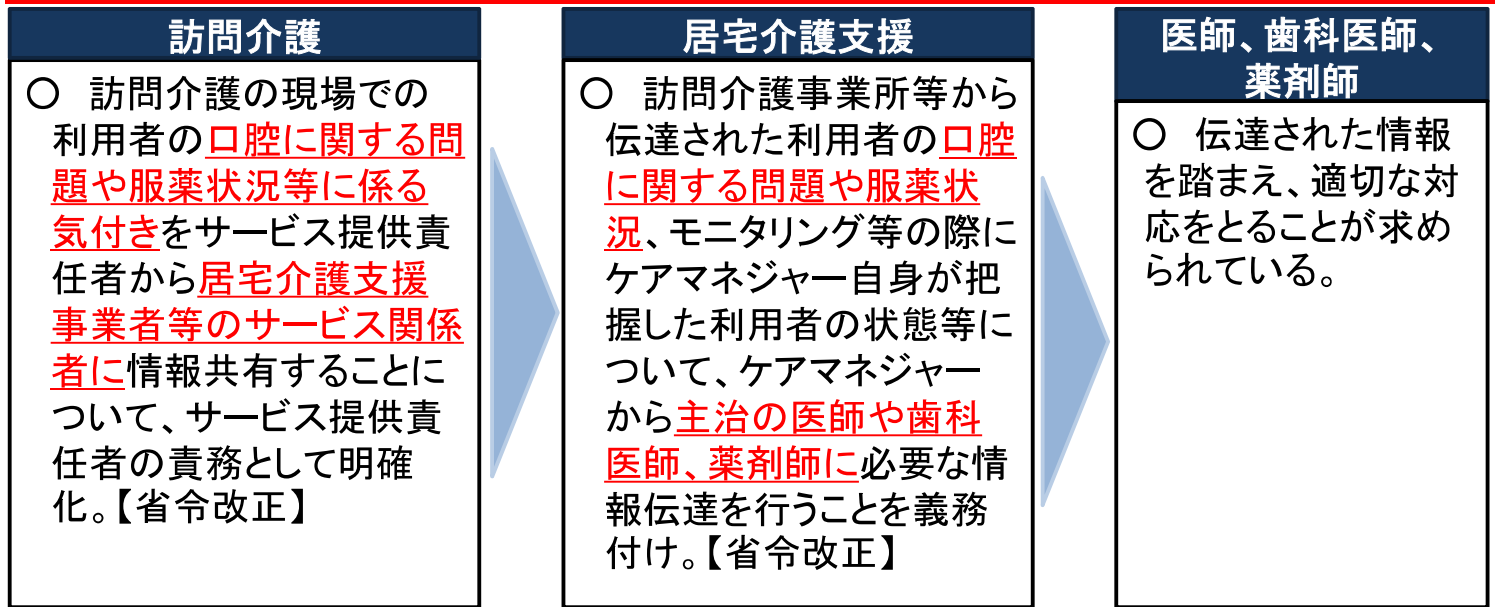 訪問介護
○　訪問介護の現場での
利用者の口腔に関する問
題や服薬状況等に係る
気付きをサービス提供責
任者から居宅介護支援
事業者等のサービス関係
者に情報共有することに
ついて、サービス提供責
任者の責務として明確
化。【省令改正】
居宅介護支援
○　訪問介護事業所等から
伝達された利用者の口腔
に関する問題や服薬状
況、モニタリング等の際に
ケアマネジャー自身が把
握した利用者の状態等に
ついて、ケアマネジャー
から主治の医師や歯科
医師、薬剤師に必要な情
報伝達を行うことを義務
付け。【省令改正】
医師、歯科医師、
薬剤師
○　伝達された情報
を踏まえ、適切な対
応をとることが求め
られている。